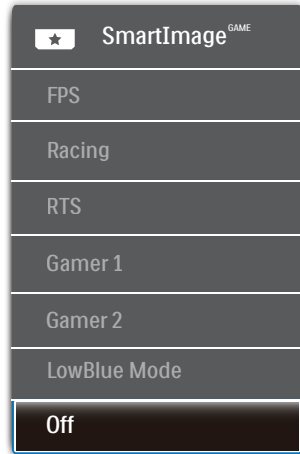 SmartImage GAME
FPS
Racing
RTS
Gamer 1
Gamer 2
LowBlue Mode
Off